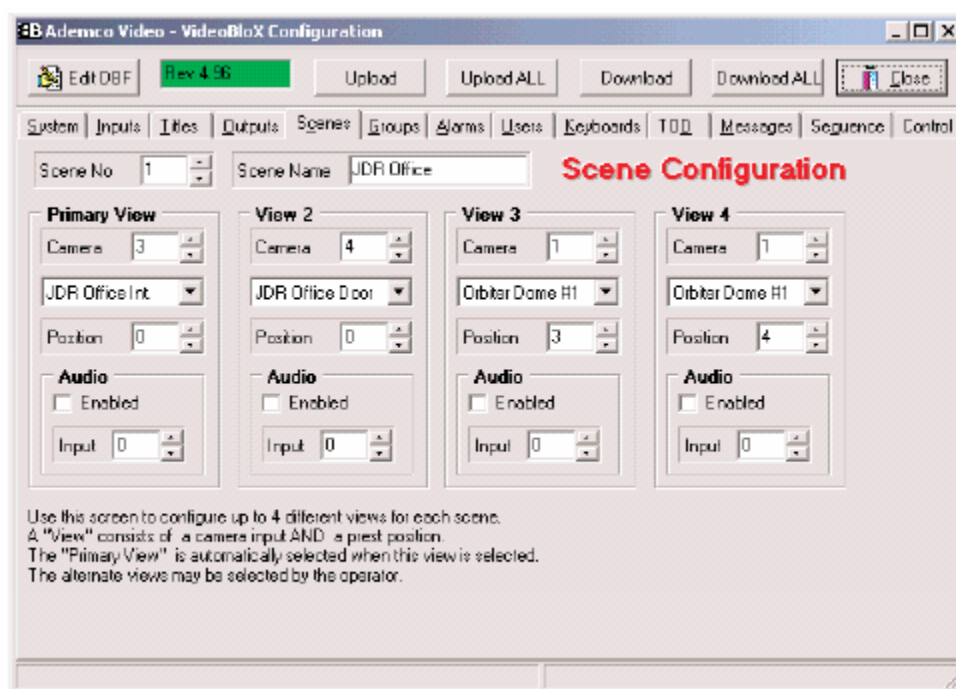 Ademco Video - VideoBloX Configuration
Edit DBF Rev 4.96 Upload Upload ALL Download Download ALL Close
System Inputs Titles Outputs Scenes Groups Alarms Users Keyboards TOD Messages Sequence Control
Scene No 1 Scene Name JDR Office Scene Configuration
Primary View View 2 View 3 View 4
Camera 3 Camera 4 Camera 1 Camera 1
JDR Office Int. JDR Office Door Orbiter Dome #1 Orbiter Dome #1
Position 0 Position 0 Position 3 Position 4
Audio Audio Audio Audio
Enabled Enabled Enabled Enabled
Input 0 Input 0 Input 0 Input 0
Use this screen to configure up to 4 different views for each scene.
A "View" consists of a camera input AND a prest position.
The "Primary View" is automatically selected when this view is selected.
The alternate views may be selected by the operator.